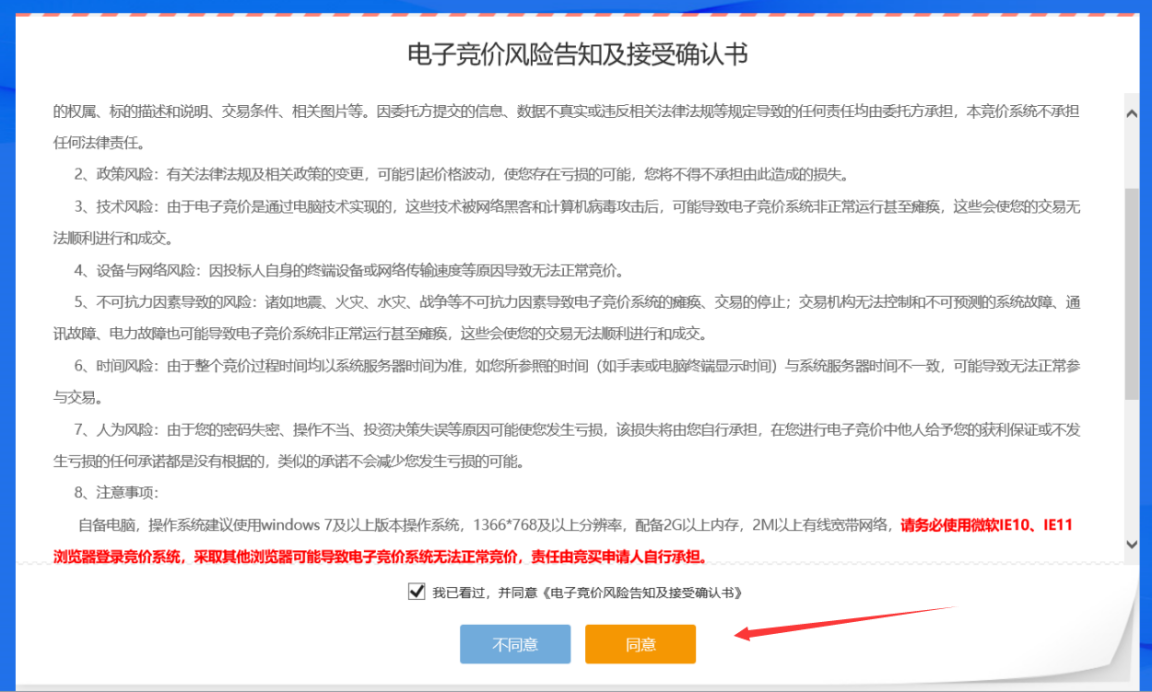 电子竞价风险告知及接受确认书
的权属、标的描述和说明、交易条件、相关图片等。因委托方提交的信息、数据不真实或违反相关法律法规等规定导致的任何责任均由委托方承担，本竞价系统不承担
任何法律责任。
2、政策风险：有关法律法规及相关政策的变更，可能引起价格波动，使您存在亏损的可能，您将不得不承担由此造成的损失。
3、技术风险：由于电子竞价是通过电脑技术实现的，这些技术被网络黑客和计算机病毒攻击后，可能导致电子竞价系统非正常运行甚至瘫痪，这些会使您的交易无
法顺利进行和成交。
4、设备与网络风险：因投标人自身的终端设备或网络传输速度等原因导致无法正常竞价。
5、不可抗力因素导致的风险：诸如地震、火灾、水灾、战争等不可抗力因素导致电子竞价系统的瘫痪、交易的停止；交易机构无法控制和不可预测的系统故障、通
讯故障、电力故障也可能导致电子竞价系统非正常运行甚至瘫痪，这些会使您的交易无法顺利进行和成交。
6、时间风险：由于整个竞价过程时间均以系统服务器时间为准，如您所参照的时间（如手表或电脑终端显示时间）与系统服务器时间不一致，可能导致无法正常参
与交易。
7、人为风险：由于您的密码失密、操作不当、投资决策失误等原因可能使您发生亏损，该损失将由您自行承担，在您进行电子竞价中他人给予您的获利保证或不发
生亏损的任何承诺都是没有根据的，类似的承诺不会减少您发生亏损的可能。
8、注意事项：
自备电脑，操作系统建议使用windows 7及以上版本操作系统，1366*768及以上分辨率，配备2G以上内存，2M以上有线宽带网络，请务必使用微软IE10、IE11
浏览器登录竞价系统，采取其他浏览器可能导致电子竞价系统无法正常竞价，责任由竞买申请人自行承担。
我已看过，并同意《电子竞价风险告知及接受确认书》
不同意 同意